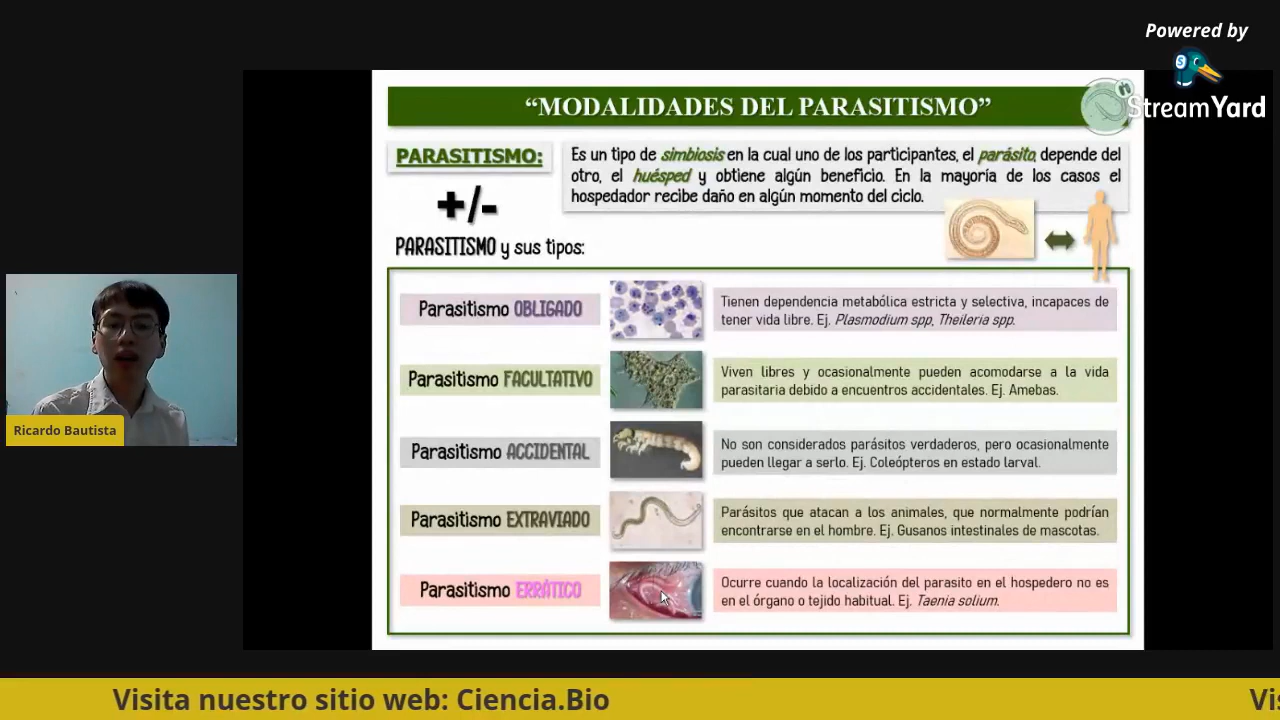 Powered by
StreamYard
“MODALIDADES DEL PARASITISMO”
PARASITISMO:
Es un tipo de simbiosis en la cual uno de los participantes, el parásito, depende del
otro, el huésped y obtiene algún beneficio. En la mayoría de los casos el
hospedador recibe daño en algún momento del ciclo.
+/-
PARASITISMO y sus tipos:
Parasitismo OBLIGADO
Tienen dependencia metabólica estricta y selectiva, incapaces de
tener vida libre. Ej. Plasmodium spp, Theileria spp.
Parasitismo FACULTATIVO
Viven libres y ocasionalmente pueden acomodarse a la vida
parasitaria debido a encuentros accidentales. Ej. Amebas.
Parasitismo ACCIDENTAL
No son considerados parásitos verdaderos, pero ocasionalmente
pueden llegar a serlo. Ej. Coleópteros en estado larval.
Parasitismo EXTRAVIADO
Parásitos que atacan a los animales, que normalmente podrían
encontrarse en el hombre. Ej. Gusanos intestinales de mascotas.
Parasitismo ERRÁTICO
Ocurre cuando la localización del parasito en el hospedero no es
en el órgano o tejido habitual. Ej. Taenia solium.
Ricardo Bautista
Visita nuestro sitio web: Ciencia.Bio
Vis